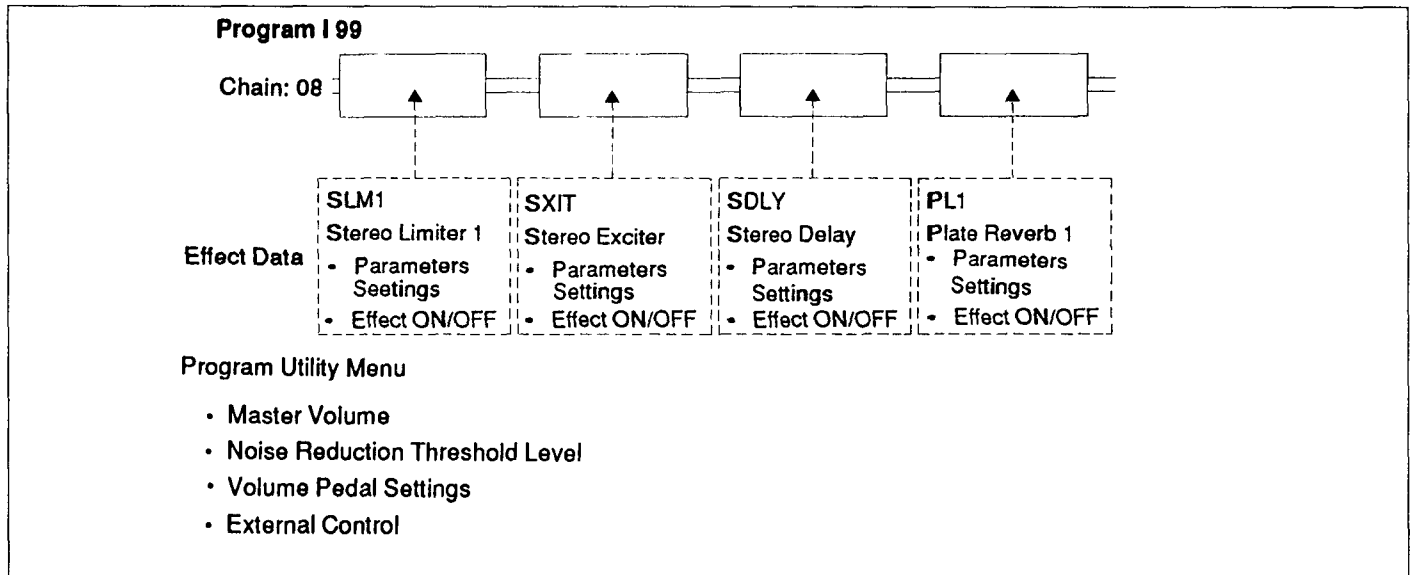 Program I 99
Chain: 08
Effect Data
SLM1
Stereo Limiter 1
• Parameters
Seetings
• Effect ON/OFF
SXIT
Stereo Exciter
• Parameters
Settings
• Effect ON/OFF
SDLY
Stereo Delay
• Parameters
Settings
• Effect ON/OFF
PL1
Plate Reverb 1
• Parameters
Settings
• Effect ON/OFF
Program Utility Menu
• Master Volume
• Noise Reduction Threshold Level
• Volume Pedal Settings
• External Control